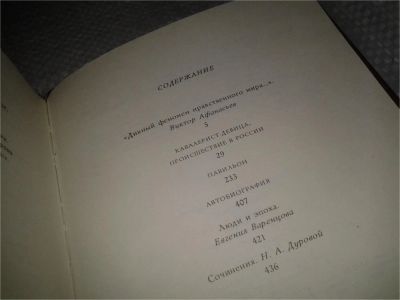 СОДЕРЖАНИЕ
«Дивный феномен нравственного мира...».
Виктор Афанасьев
5
КАВАЛЕРИСТ-ДЕВИЦА,
ПРОИСШЕСТВИЕ В РОССИИ
29
ПАВИЛЬОН
233
АВТОБИОГРАФИЯ
407
Люди и эпоха.
Евгения Варенцова
421
Сочинения. Н. А. Дуровой
436